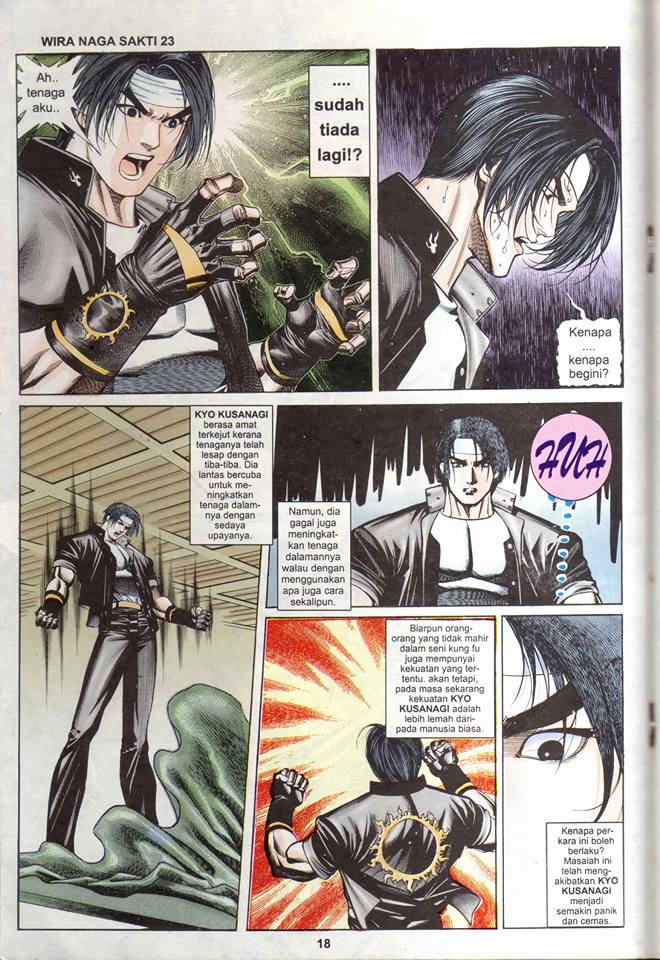 WIRA NAGA SAKTI 23
Ah..
tenaga
aku..
....
sudah
tiada
lagi!?
Kenapa
....
kenapa
begini?
KYO KUSANAGI
berasa amat
terkejut kerana
tenaganya telah
lesap dengan
tiba-tiba. Dia
lantas bercuba
untuk me-
ningkatkan
tenaga dalam-
nya dengan
sedaya
upayanya.
Namun, dia
gagal juga
meningkat-
kan tenaga
dalamannya
walau dengan
menggunakan
apa juga cara
sekalipun.
HUH
Biarpun orang-
orang yang tidak mahir
dalam seni kung fu
juga mempunyai
kekuatan yang ter-
tentu. akan tetapi,
pada masa sekarang
kekuatan KYO
KUSANAGI adalah
lebih lemah dari-
pada manusia biasa.
Kenapa per-
kara ini boleh
berlaku?
Masalah ini
telah meng-
akibatkan KYO
KUSANAGI
menjadi
semakin panik
dan cemas.
18